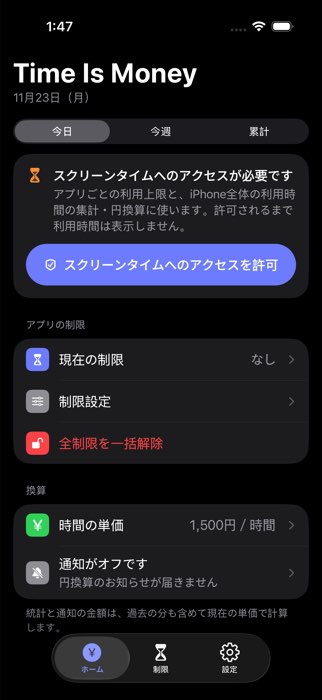 1:47
Time Is Money
11月23日（月）
今日 今週 累計
スクリーンタイムへのアクセスが必要です
アプリごとの利用上限と、iPhone全体の利用時
間の集計・円換算に使います。許可されるまで
利用時間は表示しません。
スクリーンタイムへのアクセスを許可
アプリの制限
現在の制限 なし
制限設定
全制限を一括解除
換算
時間の単価 1,500円 / 時間
通知がオフです
円換算のお知らせが届きません
統計と通知の金額は、過去の分も含めて現在の単価で計算
します。
ホーム 制限 設定